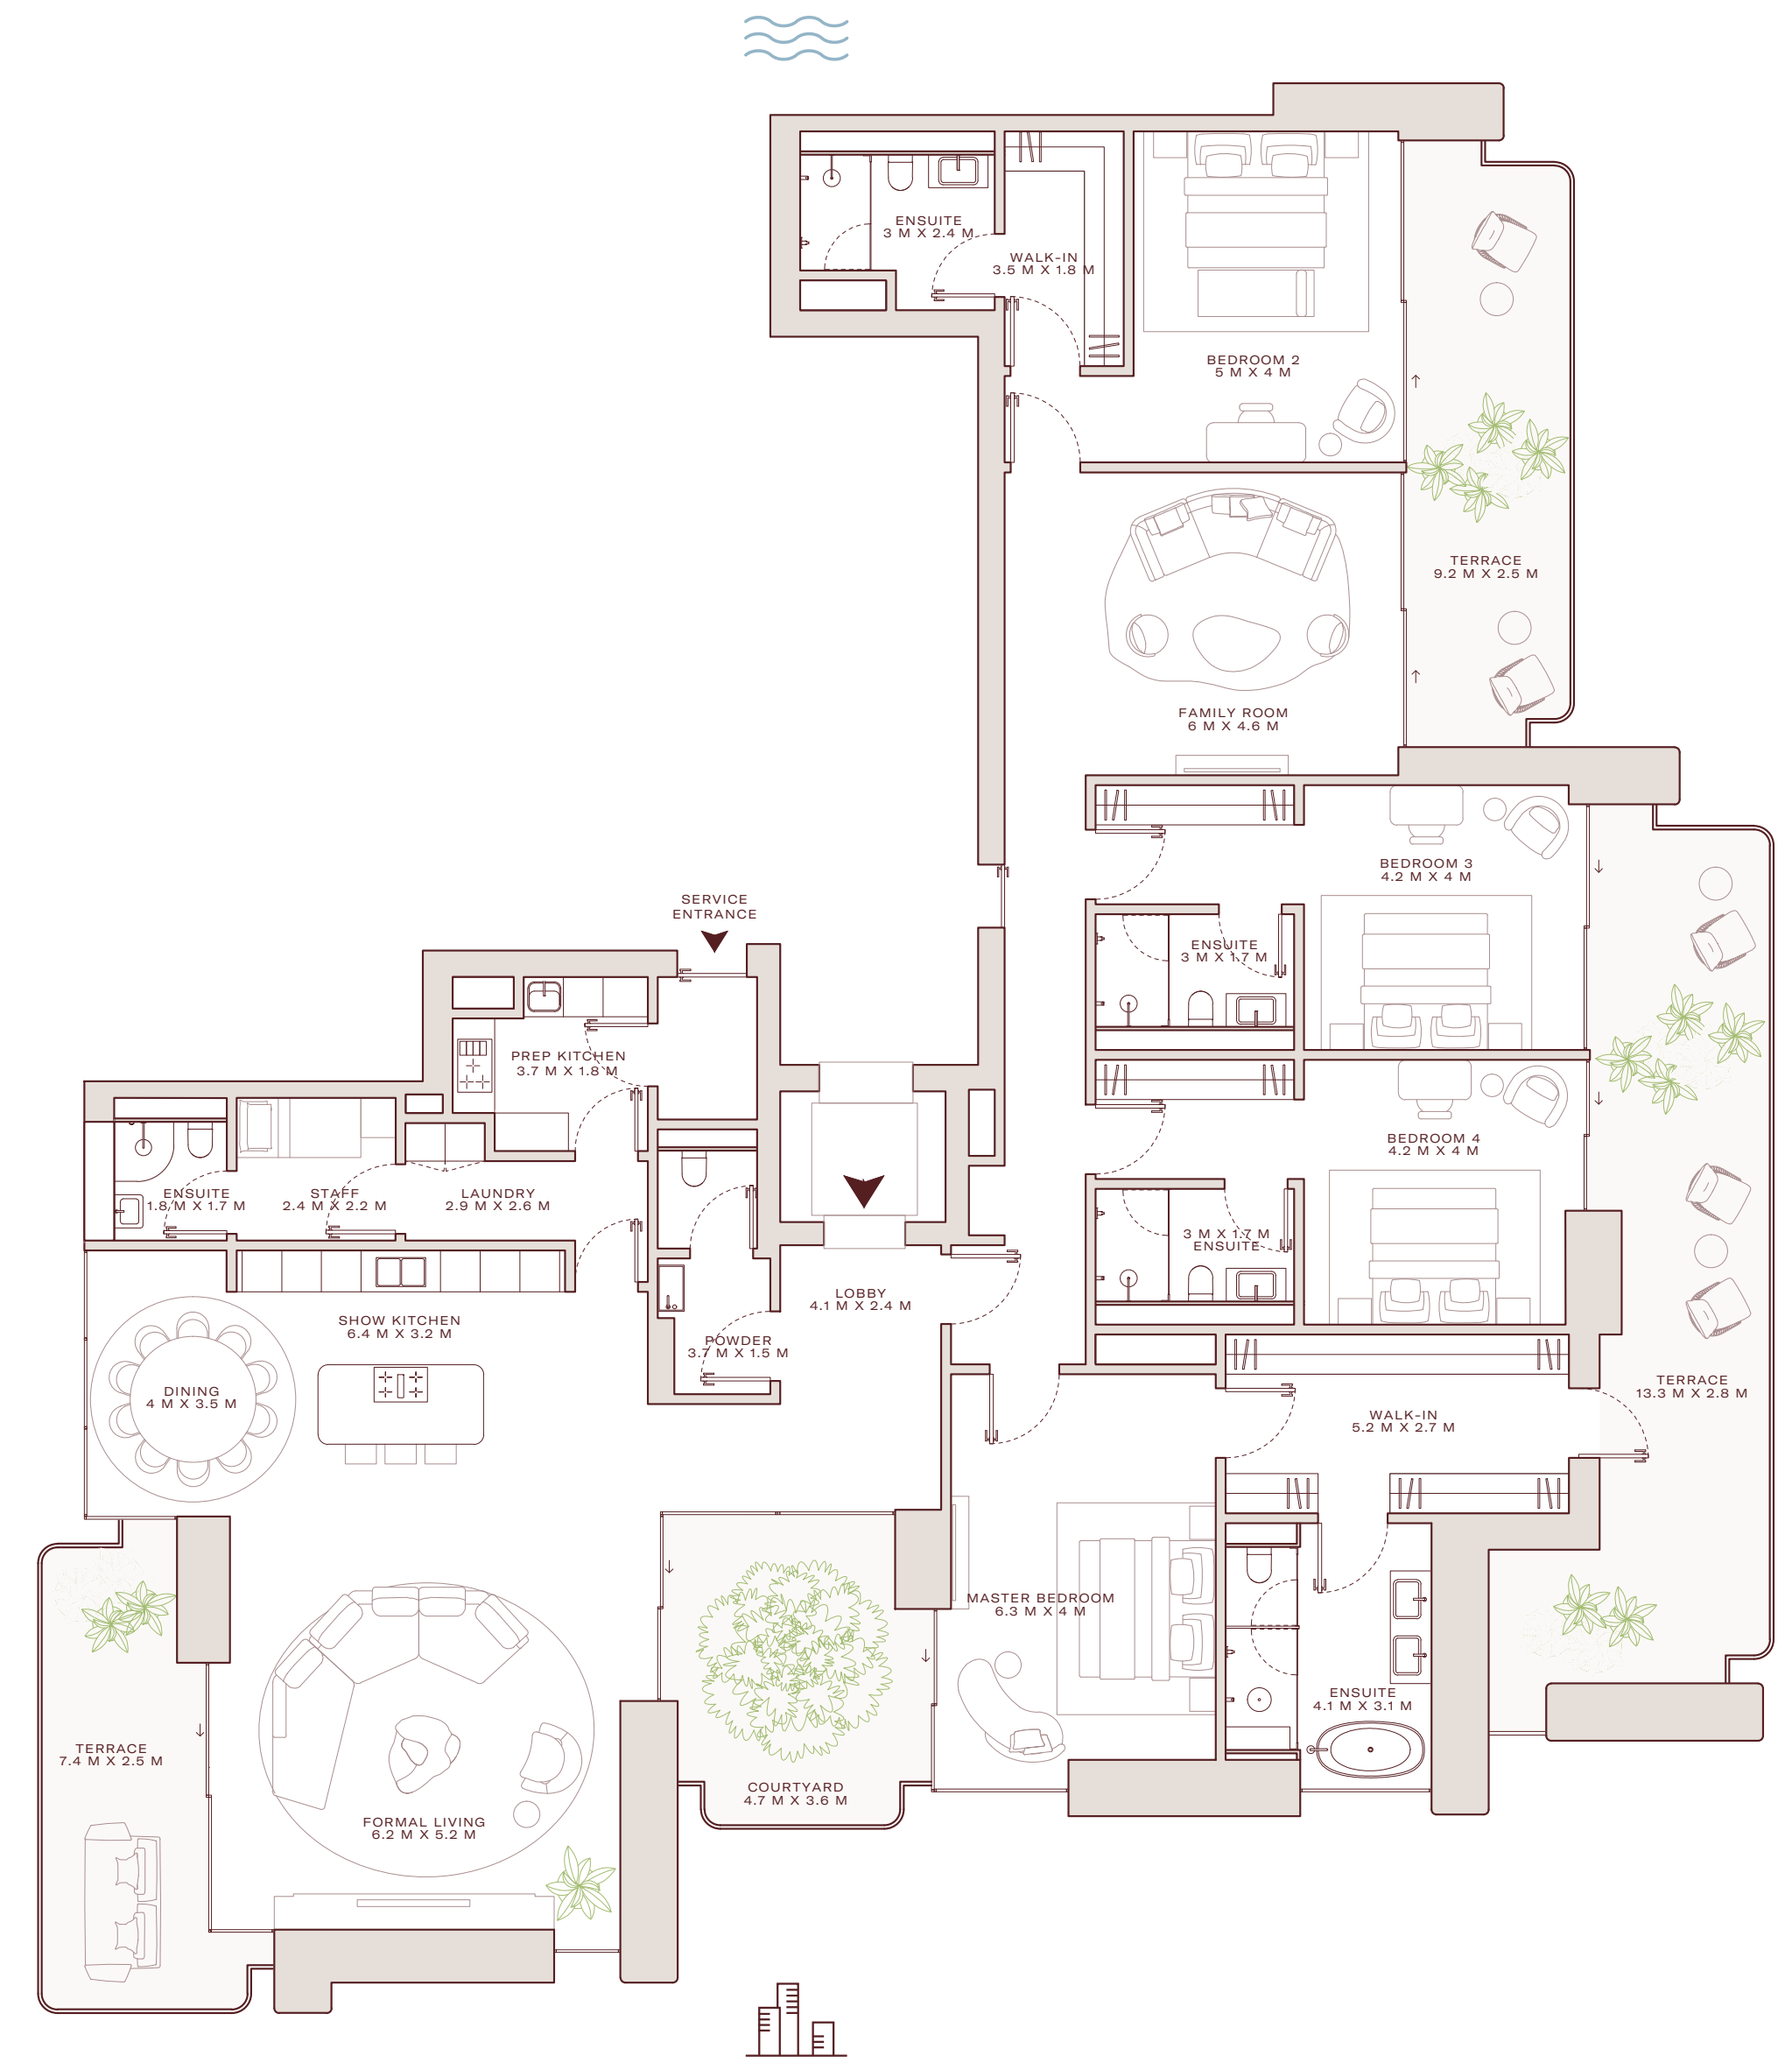 ENSUITE
3 M X 2.4 M
WALK-IN
3.5 M X 1.8 M
BEDROOM 2
5 M X 4 M
TERRACE
9.2 M X 2.5 M
FAMILY ROOM
6 M X 4.6 M
BEDROOM 3
4.2 M X 4 M
SERVICE
ENTRANCE
ENSUITE
3 M X 1.7 M
PREP KITCHEN
3.7 M X 1.8 M
BEDROOM 4
4.2 M X 4 M
ENSUITE
1.8 M X 1.7 M
STAFF
2.4 M X 2.2 M
LAUNDRY
2.9 M X 2.6 M
3 M X 1.7 M
ENSUITE
LOBBY
4.1 M X 2.4 M
SHOW KITCHEN
6.4 M X 3.2 M
POWDER
3.7 M X 1.5 M
DINING
4 M X 3.5 M
TERRACE
13.3 M X 2.8 M
WALK-IN
5.2 M X 2.7 M
MASTER BEDROOM
6.3 M X 4 M
ENSUITE
4.1 M X 3.1 M
TERRACE
7.4 M X 2.5 M
COURTYARD
4.7 M X 3.6 M
FORMAL LIVING
6.2 M X 5.2 M